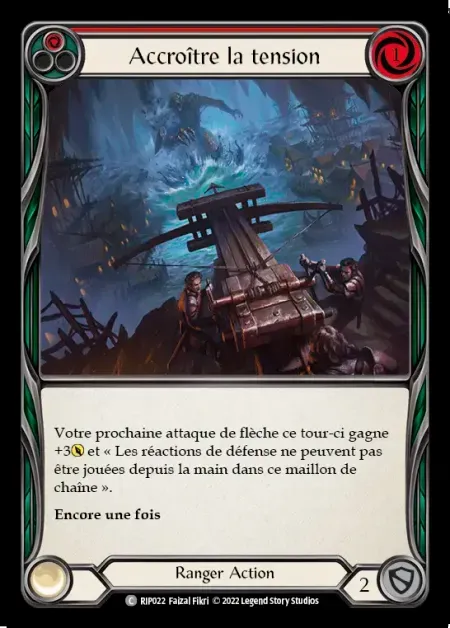 Accroître la tension
1
Votre prochaine attaque de flèche ce tour-ci gagne
+3 et « Les réactions de défense ne peuvent pas
être jouées depuis la main dans ce maillon de
chaîne ».
Encore une fois
Ranger Action
2
C RIP022 Faizal Fikri © 2022 Legend Story Studios